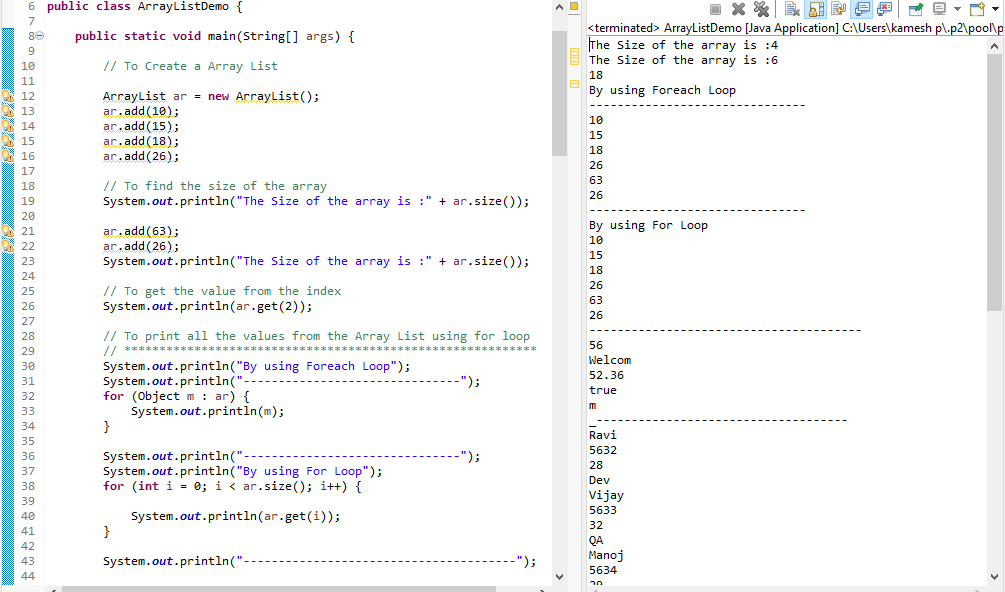 6 public class ArrayListDemo {
7
8 public static void main(String[] args) {
9
10 // To Create a Array List
11
12 ArrayList ar = new ArrayList();
13 ar.add(10);
14 ar.add(15);
15 ar.add(18);
16 ar.add(26);
17
18 // To find the size of the array
19 System.out.println("The Size of the array is :" + ar.size());
20
21 ar.add(63);
22 ar.add(26);
23 System.out.println("The Size of the array is :" + ar.size());
24
25 // To get the value from the index
26 System.out.println(ar.get(2));
27
28 // To print all the values from the Array List using for loop
29 // ***********************************************************
30 System.out.println("By using Foreach Loop");
31 System.out.println("-------------------------------");
32 for (Object m : ar) {
33 System.out.println(m);
34 }
35
36 System.out.println("-------------------------------");
37 System.out.println("By using For Loop");
38 for (int i = 0; i < ar.size(); i++) {
39
40 System.out.println(ar.get(i));
41 }
42
43 System.out.println("---------------------------------------");
44
<terminated> ArrayListDemo [Java Application] C:\Users\kamesh p\.p2\pool\p
The Size of the array is :4
The Size of the array is :6
18
By using Foreach Loop
-------------------------------
10
15
18
26
63
26
-------------------------------
By using For Loop
10
15
18
26
63
26
---------------------------------------
56
Welcom
52.36
true
m
_------------------------------------
Ravi
5632
28
Dev
Vijay
5633
32
QA
Manoj
5634